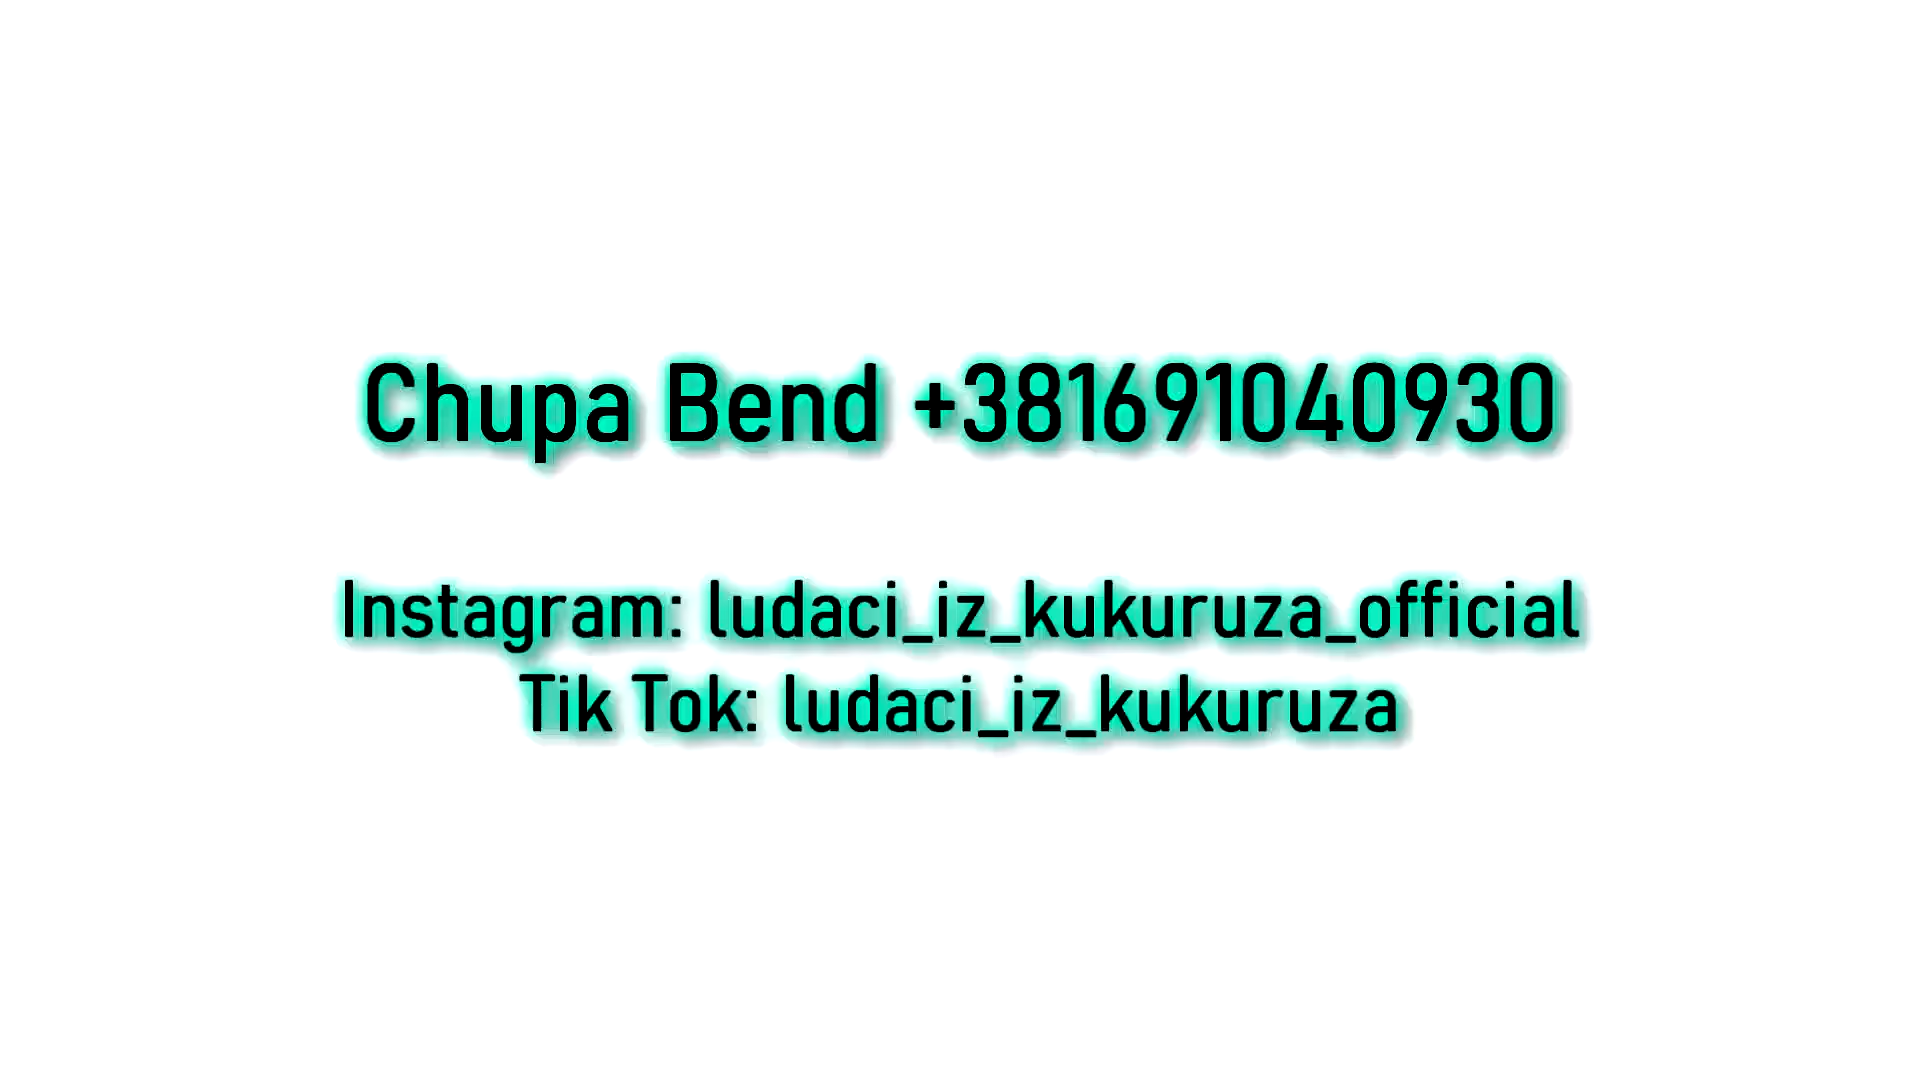 Chupa Bend +381691040930
Instagram: ludaci_iz_kukuruza_official
Tik Tok: ludaci_iz_kukuruza